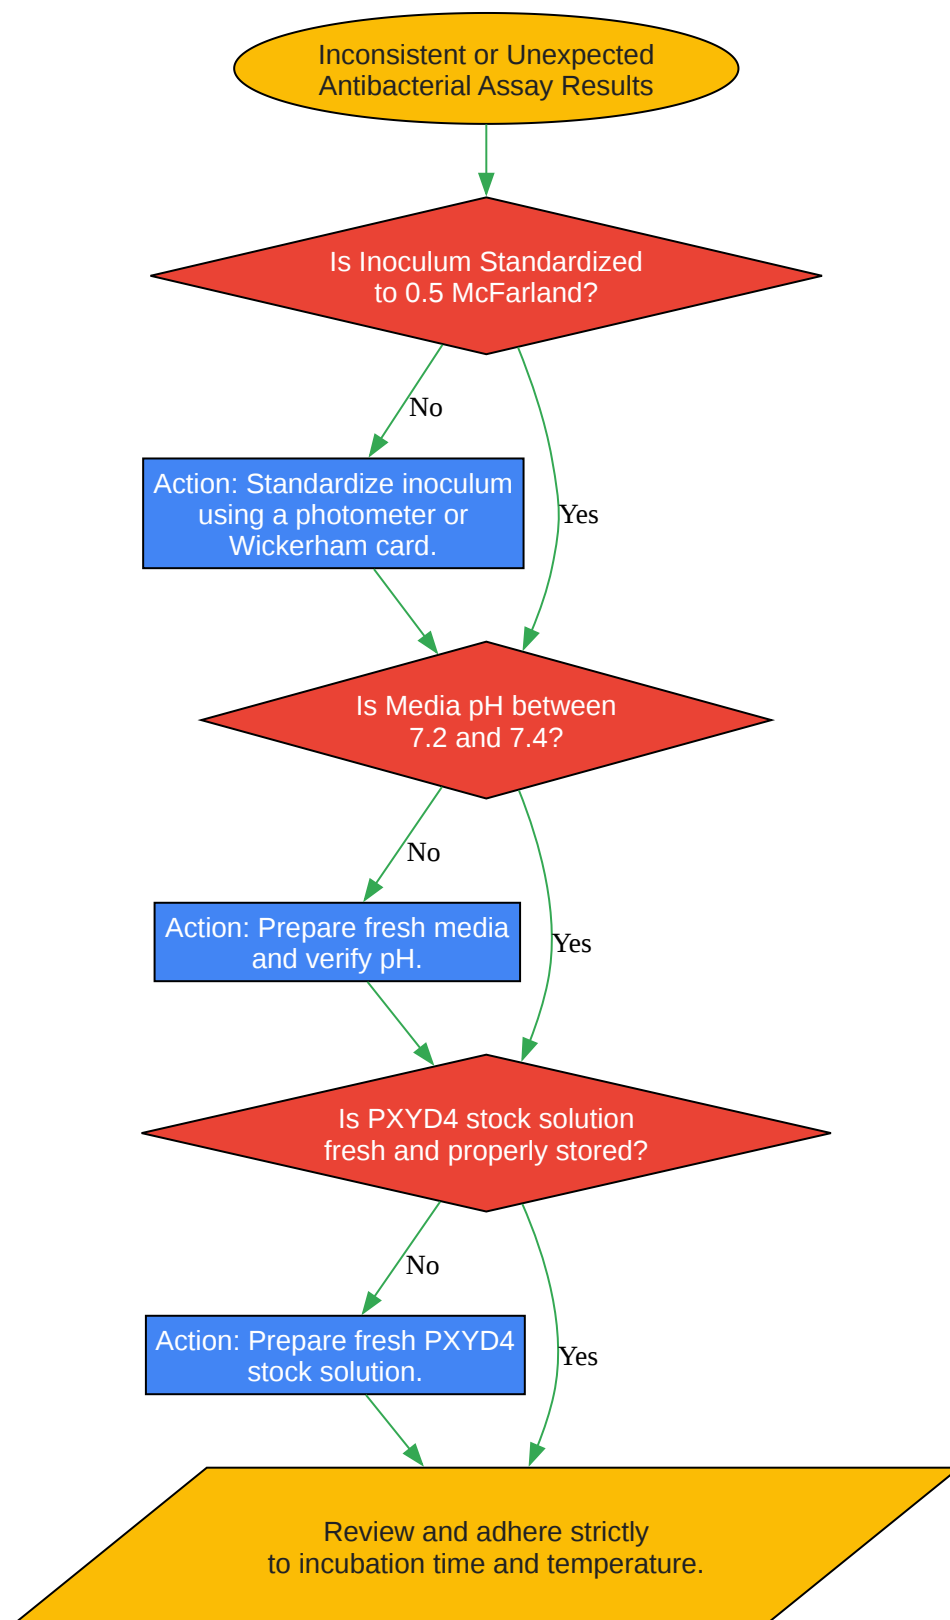 Inconsistent or Unexpected
Antibacterial Assay Results
Is Inoculum Standardized
to 0.5 McFarland?
No
Action: Standardize inoculum
using a photometer or
Wickerham card.
Yes
Is Media pH between
7.2 and 7.4?
No
Action: Prepare fresh media
and verify pH.
Yes
Is PXYD4 stock solution
fresh and properly stored?
No
Action: Prepare fresh PXYD4
stock solution.
Yes
Review and adhere strictly
to incubation time and temperature.